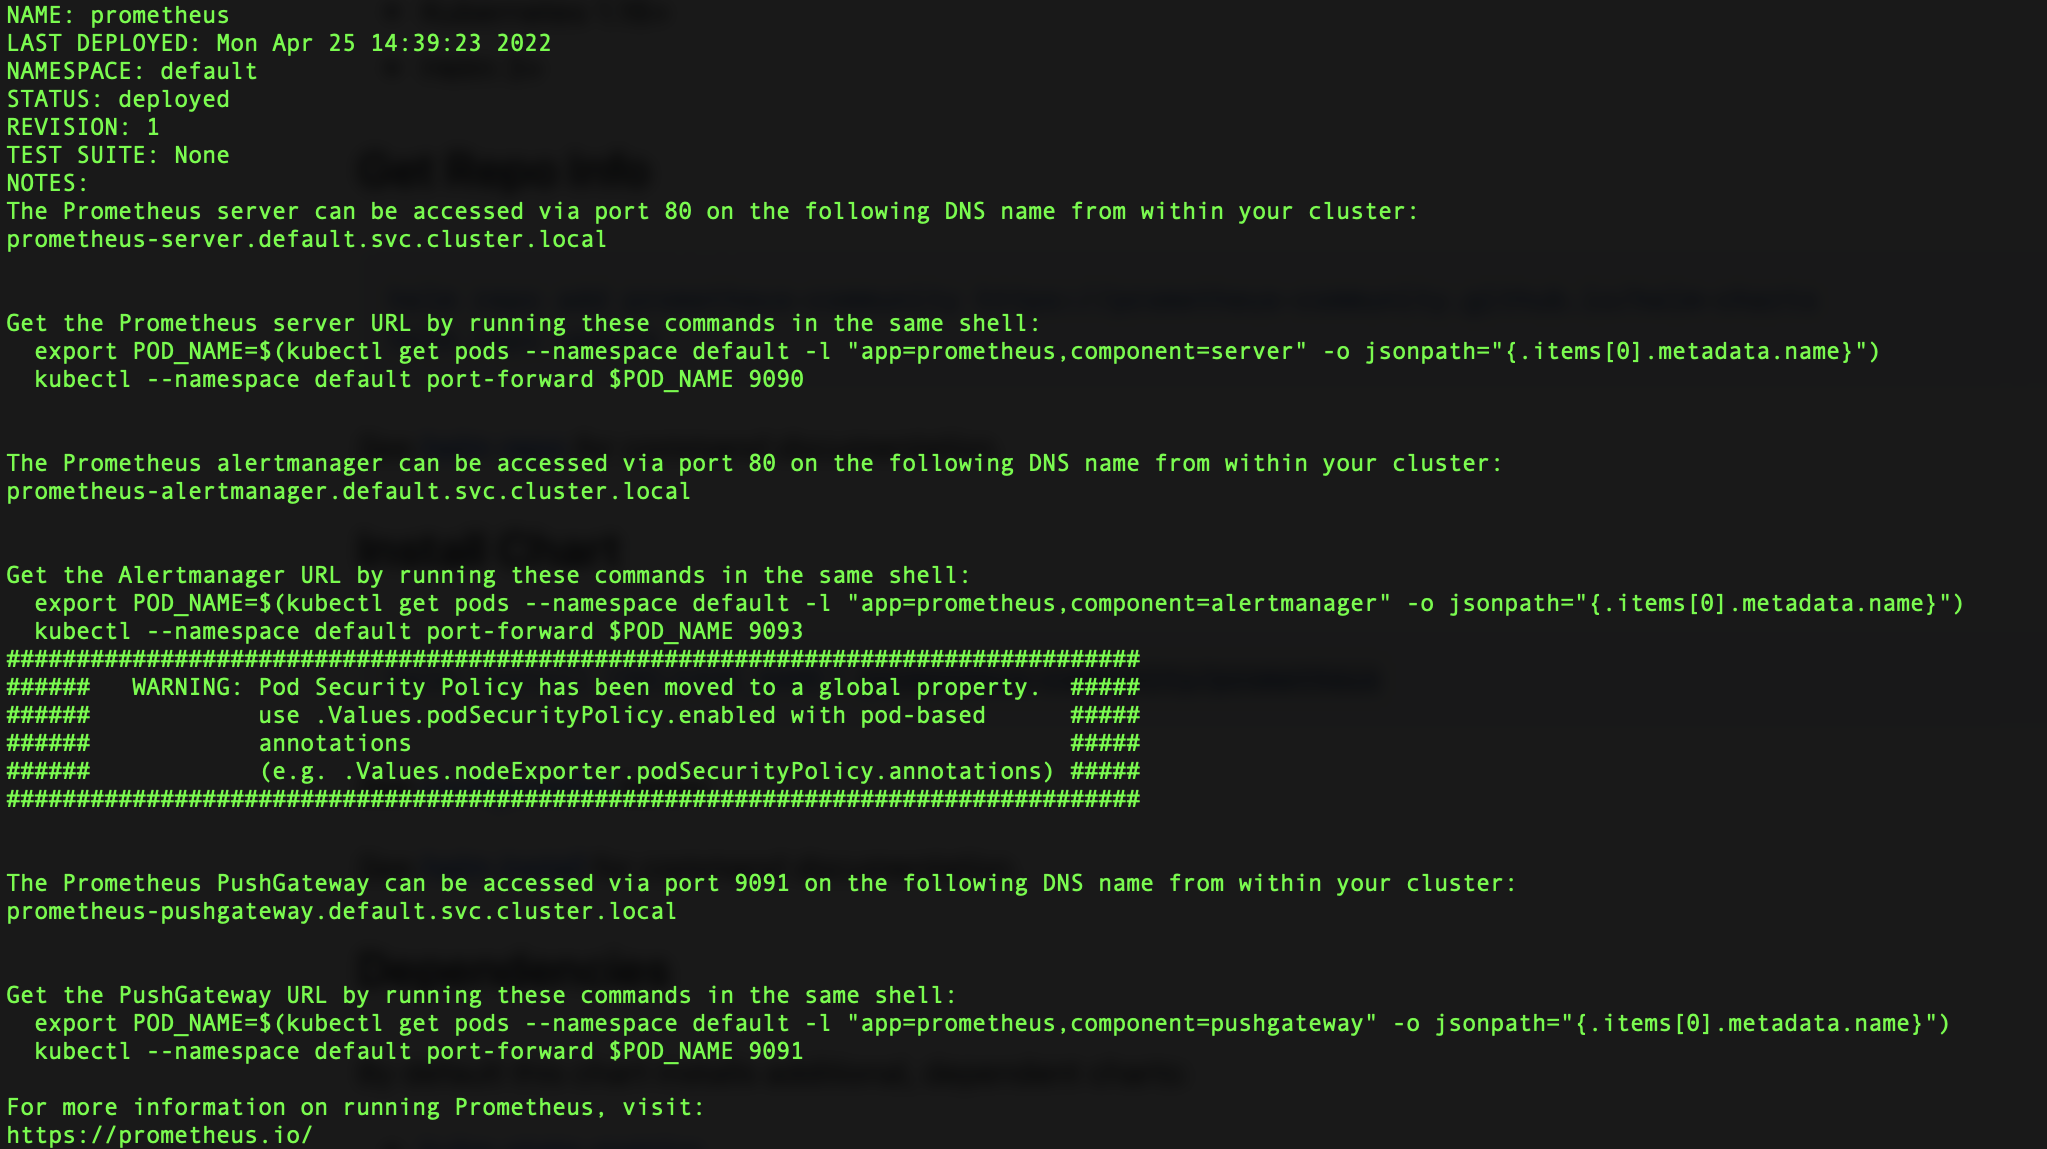 NAME: prometheus
LAST DEPLOYED: Mon Apr 25 14:39:23 2022
NAMESPACE: default
STATUS: deployed
REVISION: 1
TEST SUITE: None
NOTES:
The Prometheus server can be accessed via port 80 on the following DNS name from within your cluster:
prometheus-server.default.svc.cluster.local
Get the Prometheus server URL by running these commands in the same shell:
  export POD_NAME=$(kubectl get pods --namespace default -l "app=prometheus,component=server" -o jsonpath="{.items[0].metadata.name}")
  kubectl --namespace default port-forward $POD_NAME 9090
The Prometheus alertmanager can be accessed via port 80 on the following DNS name from within your cluster:
prometheus-alertmanager.default.svc.cluster.local
Get the Alertmanager URL by running these commands in the same shell:
  export POD_NAME=$(kubectl get pods --namespace default -l "app=prometheus,component=alertmanager" -o jsonpath="{.items[0].metadata.name}")
  kubectl --namespace default port-forward $POD_NAME 9093
#################################################################################
######   WARNING: Pod Security Policy has been moved to a global property.  #####
######            use .Values.podSecurityPolicy.enabled with pod-based      #####
######            annotations                                               #####
######            (e.g. .Values.nodeExporter.podSecurityPolicy.annotations) #####
#################################################################################
The Prometheus PushGateway can be accessed via port 9091 on the following DNS name from within your cluster:
prometheus-pushgateway.default.svc.cluster.local
Get the PushGateway URL by running these commands in the same shell:
  export POD_NAME=$(kubectl get pods --namespace default -l "app=prometheus,component=pushgateway" -o jsonpath="{.items[0].metadata.name}")
  kubectl --namespace default port-forward $POD_NAME 9091
For more information on running Prometheus, visit:
https://prometheus.io/
Get Repo Info
Install Chart
Dependencies